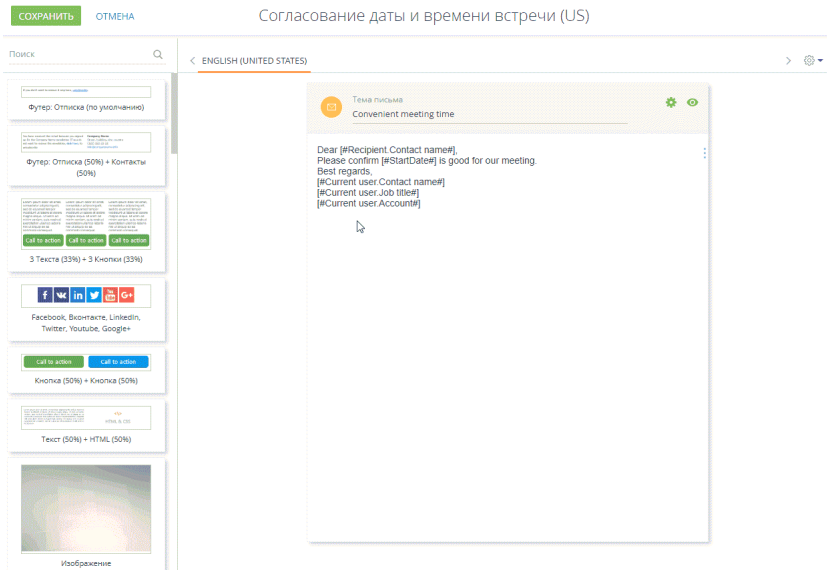 СОХРАНИТЬ
ОТМЕНА
Согласование даты и времени встречи (US)
Поиск
ENGLISH (UNITED STATES)
Футер: Отписка (по умолчанию)
Футер: Отписка (50%) + Контакты
(50%)
Call to action
Call to action
Call to action
3 Текста (33%) + 3 Кнопки (33%)
Facebook, Вконтакте, LinkedIn,
Twitter, Youtube, Google+
Call to action
Call to action
Кнопка (50%) + Кнопка (50%)
HTML & CSS
Текст (50%) + HTML (50%)
Изображение
Тема письма
Convenient meeting time
Dear [#Recipient.Contact name#],
Please confirm [#StartDate#] is good for our meeting.
Best regards,
[#Current user.Contact name#]
[#Current user.Job title#]
[#Current user.Account#]